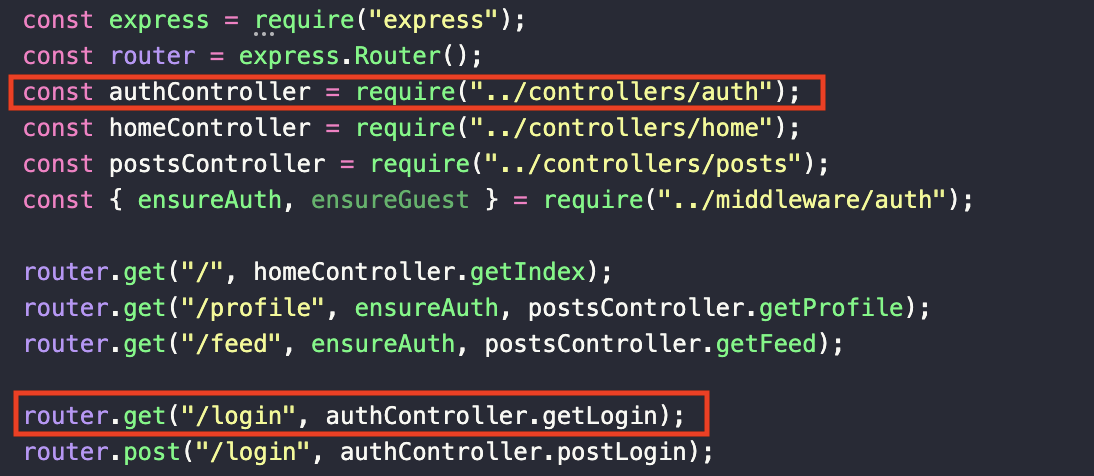 const express = require("express");
const router = express.Router();
const authController = require("../controllers/auth");
const homeController = require("../controllers/home");
const postsController = require("../controllers/posts");
const { ensureAuth, ensureGuest } = require("../middleware/auth");
router.get("/", homeController.getIndex);
router.get("/profile", ensureAuth, postsController.getProfile);
router.get("/feed", ensureAuth, postsController.getFeed);
router.get("/login", authController.getLogin);
router.post("/login", authController.postLogin);